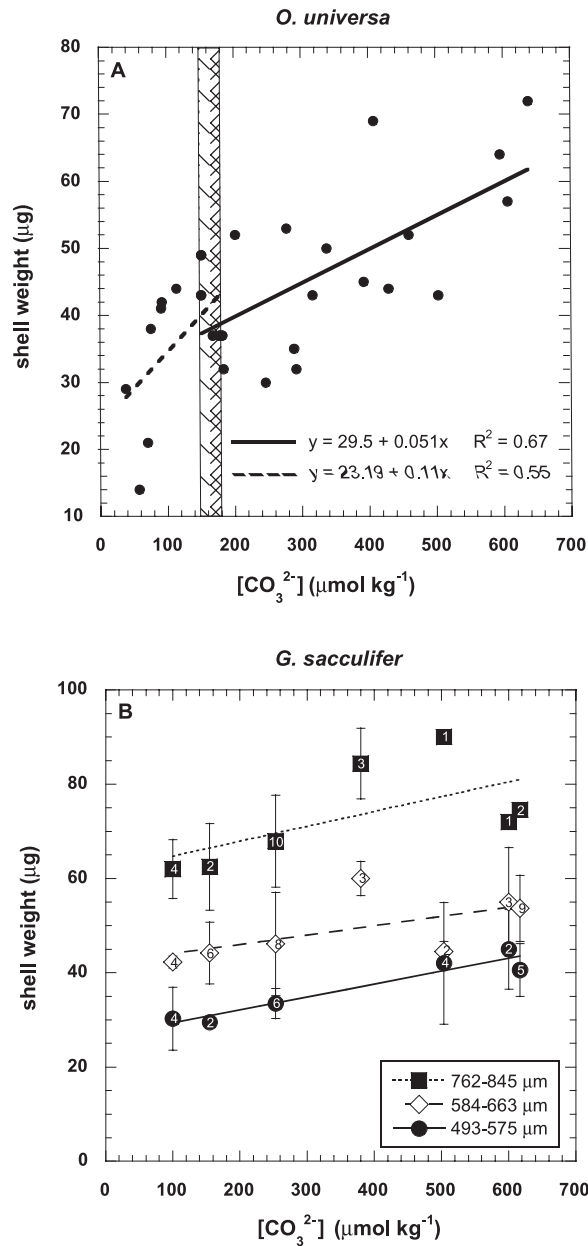 O. universa
A
80
70
60
50
40
30
20
10
shell weight (μg)
y = 29.5 + 0.051x R² = 0.67
y = 23.19 + 0.11x R² = 0.55
0 100 200 300 400 500 600 700
[CO₃²⁻] (μmol kg⁻¹)
G. sacculifer
B
100
80
60
40
20
0
shell weight (μg)
4 2 10 3 1 1 2
4 6 8 3 2 3 9
4 2 6 4 2 5
762-845 μm
584-663 μm
493-575 μm
0 100 200 300 400 500 600 700
[CO₃²⁻] (μmol kg⁻¹)